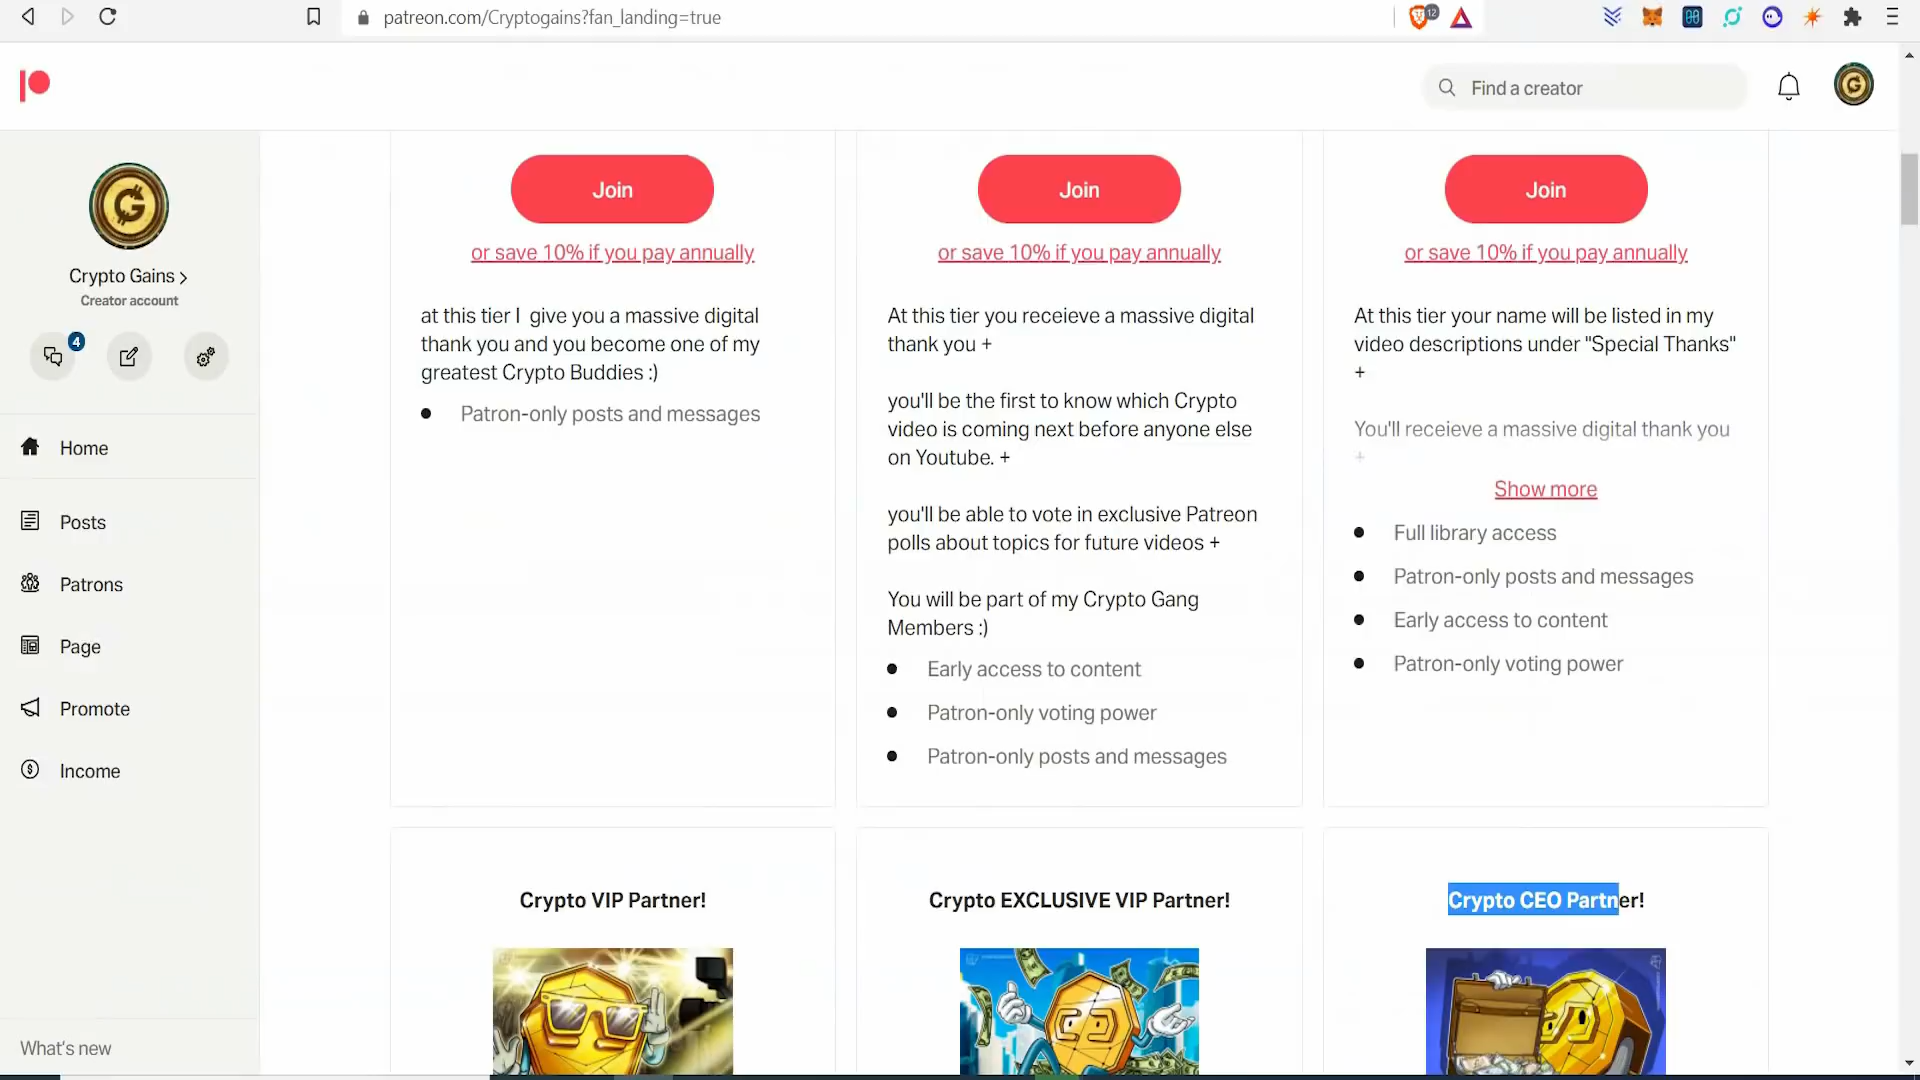 patreon.com/Cryptogains?fan_landing=true
12
Find a creator
Crypto Gains
Creator account
4
Home
Posts
Patrons
Page
Promote
Income
What's new
Join
or save 10% if you pay annually
at this tier I give you a massive digital
thank you and you become one of my
greatest Crypto Buddies :)
Patron-only posts and messages
Join
or save 10% if you pay annually
At this tier you receieve a massive digital
thank you +
you'll be the first to know which Crypto
video is coming next before anyone else
on Youtube. +
you'll be able to vote in exclusive Patreon
polls about topics for future videos +
You will be part of my Crypto Gang
Members :)
Early access to content
Patron-only voting power
Patron-only posts and messages
Join
or save 10% if you pay annually
At this tier your name will be listed in my
video descriptions under "Special Thanks"
+
You'll receieve a massive digital thank you
+
Show more
Full library access
Patron-only posts and messages
Early access to content
Patron-only voting power
Crypto VIP Partner!
Crypto EXCLUSIVE VIP Partner!
Crypto CEO Partner!